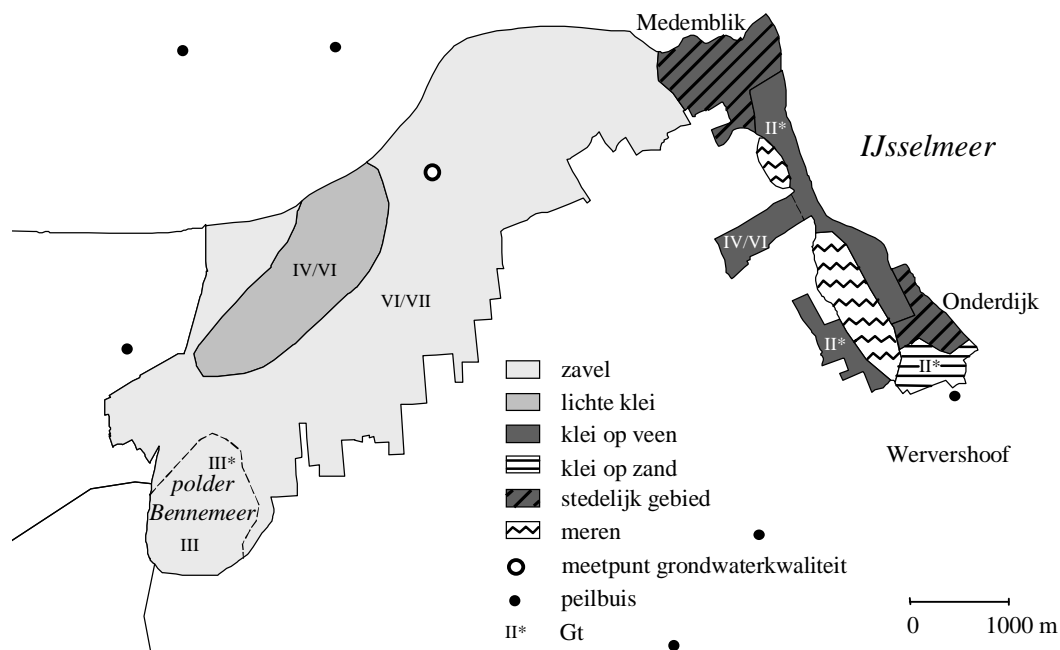 Medemblik
II*
IJsselmeer
IV/VI
IV/VI
VI/VII
Onderdijk
II*
II*
zavel
lichte klei
klei op veen
Wervershoof
klei op zand
III*
polder
Bennemeer
stedelijk gebied
III
meren
meetpunt grondwaterkwaliteit
peilbuis
II* Gt
0 1000 m